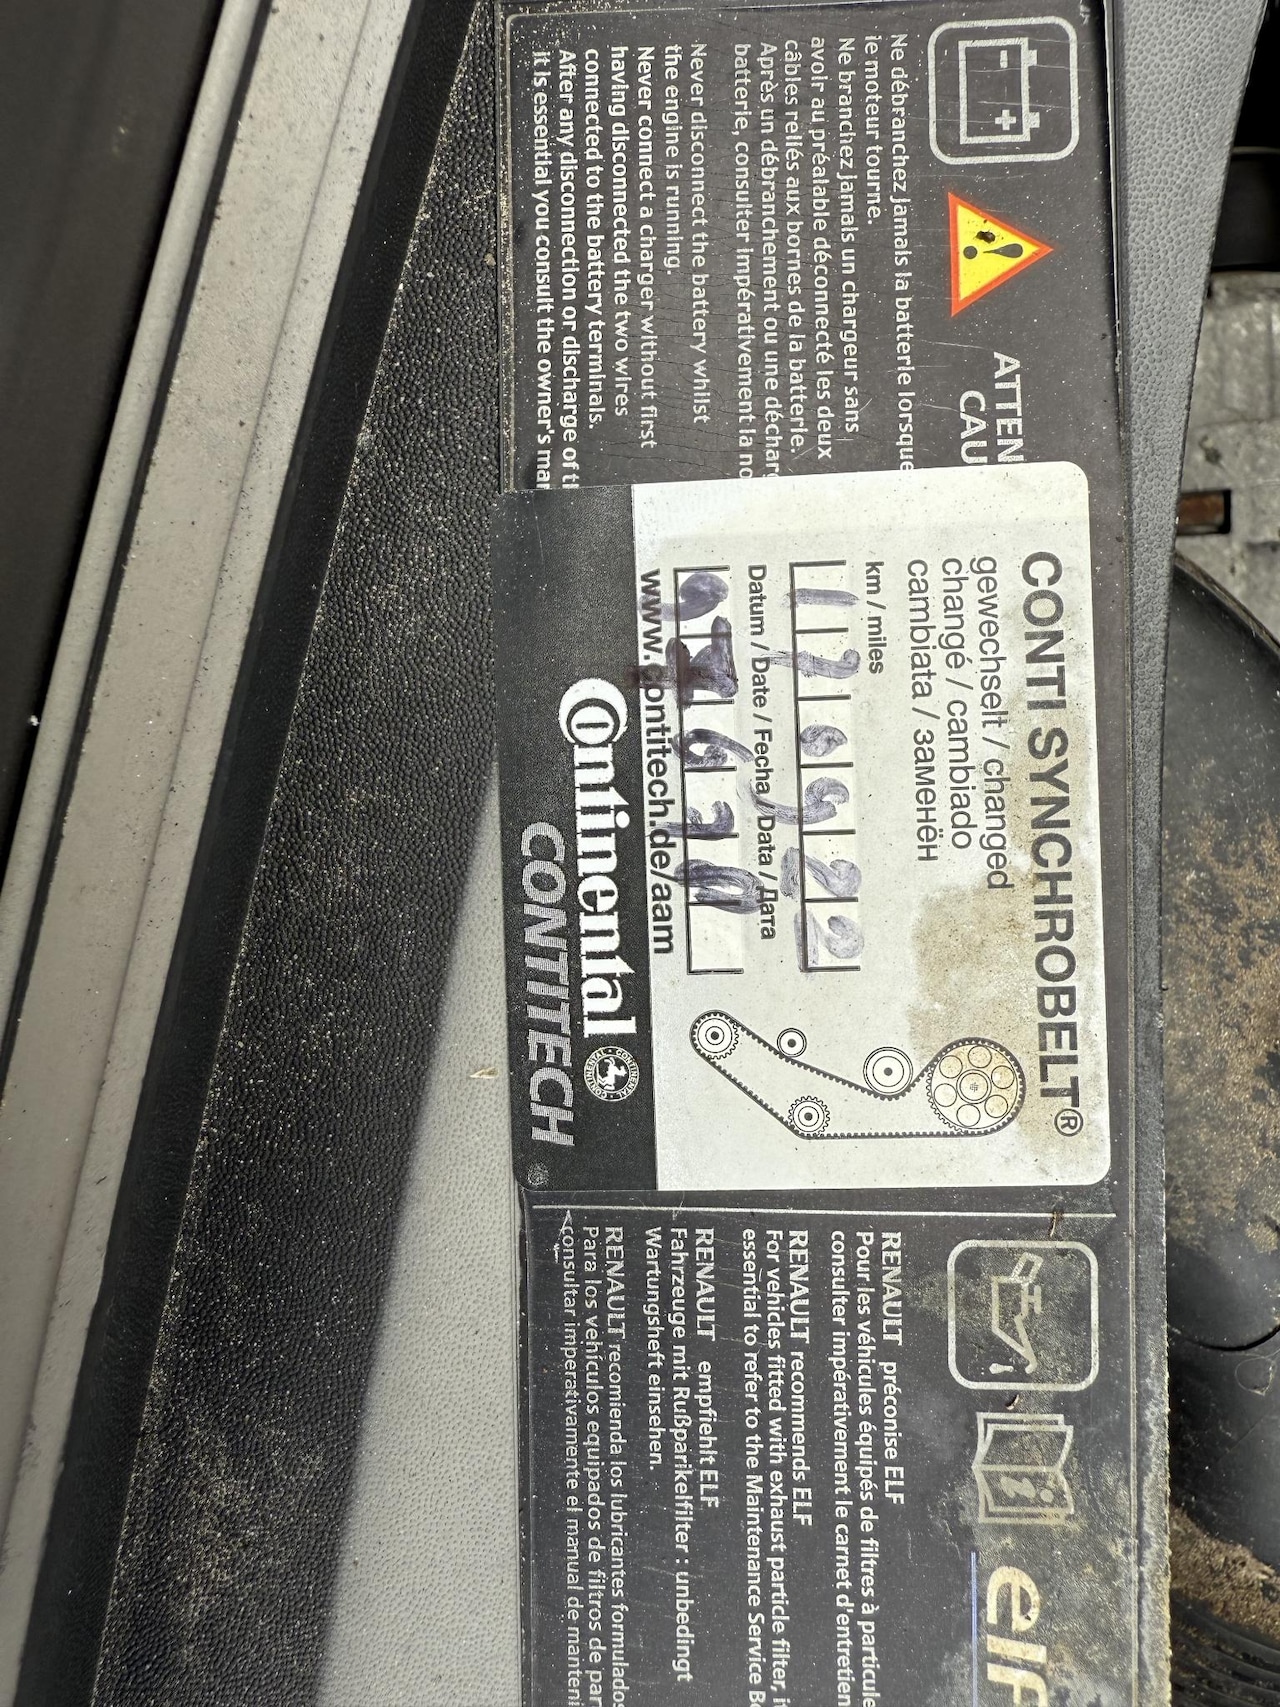 ATTEN
CAU
Ne débranchez jamais la batterie lorsque
le moteur tourne.
Ne branchez jamais un chargeur sans
avoir au préalable déconnecté les deux
câbles reliés aux bornes de la batterie.
Après un débranchement ou une déchar
batterie, consulter impérativement la no
Never disconnect the battery whilst
the engine is running.
Never connect a charger without first
having disconnected the two wires
connected to the battery terminals.
After any disconnection or discharge of t
it is essential you consult the owner's ma
CONTI SYNCHROBELT®
gewechselt / changed
changé / cambiado
cambiata / заменён
km / miles
Datum / Date / Fecha / Data / Дата
www.contitech.de/aam
Continental
CONTITECH
elf
RENAULT préconise ELF
Pour les véhicules équipés de filtres à particule
consulter impérativement le carnet d'entretien
RENAULT recommends ELF
For vehicles fitted with exhaust particle filter, i
essential to refer to the Maintenance Service B
RENAULT empfiehlt ELF
Fahrzeuge mit Rußparikelfilter : unbedingt
Wartungsheft einsehen.
RENAULT recomienda los lubricantes formulados
Para los vehículos equipados de filtros de par
consultar imperativamente el manual de manteni